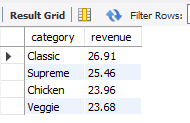 Result Grid Filter Rows:
category revenue
Classic 26.91
Supreme 25.46
Chicken 23.96
Veggie 23.68